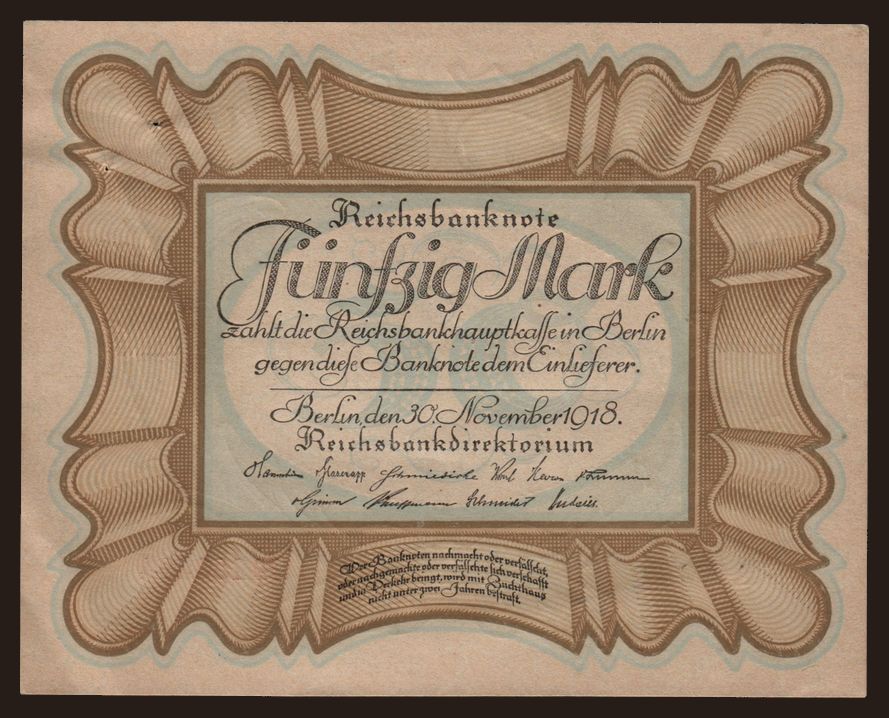 Reichsbanknote
Fünfzig Mark
zahlt die Reichsbankhauptkasse in Berlin
gegen diese Banknote dem Einlieferer.
Berlin, den 30. November 1918.
Reichsbankdirektorium
Schmiedicke
Schneider
Wer Banknoten nachmacht oder verfälscht,
oder nachgemachte oder verfälschte sich verschafft
und in Verkehr bringt, wird mit Zuchthaus
nicht unter zwei Jahren bestraft.